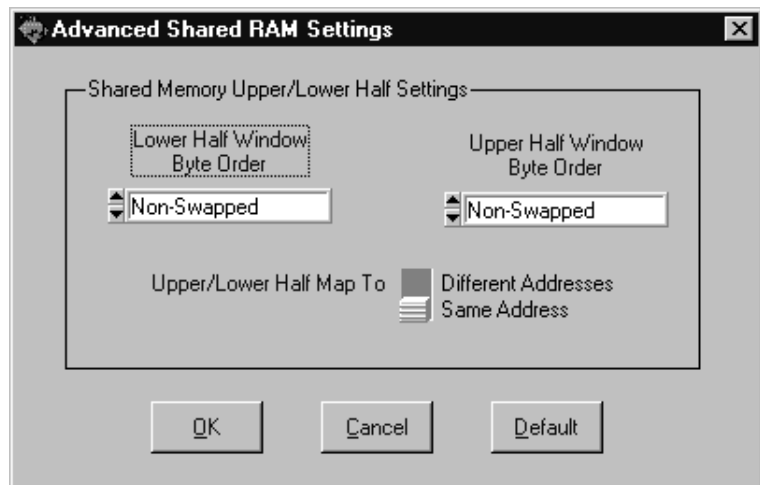 Advanced Shared RAM Settings
Shared Memory Upper/Lower Half Settings
Lower Half Window
Byte Order
Upper Half Window
Byte Order
Non-Swapped
Non-Swapped
Upper/Lower Half Map To
Different Addresses
Same Address
OK
Cancel
Default